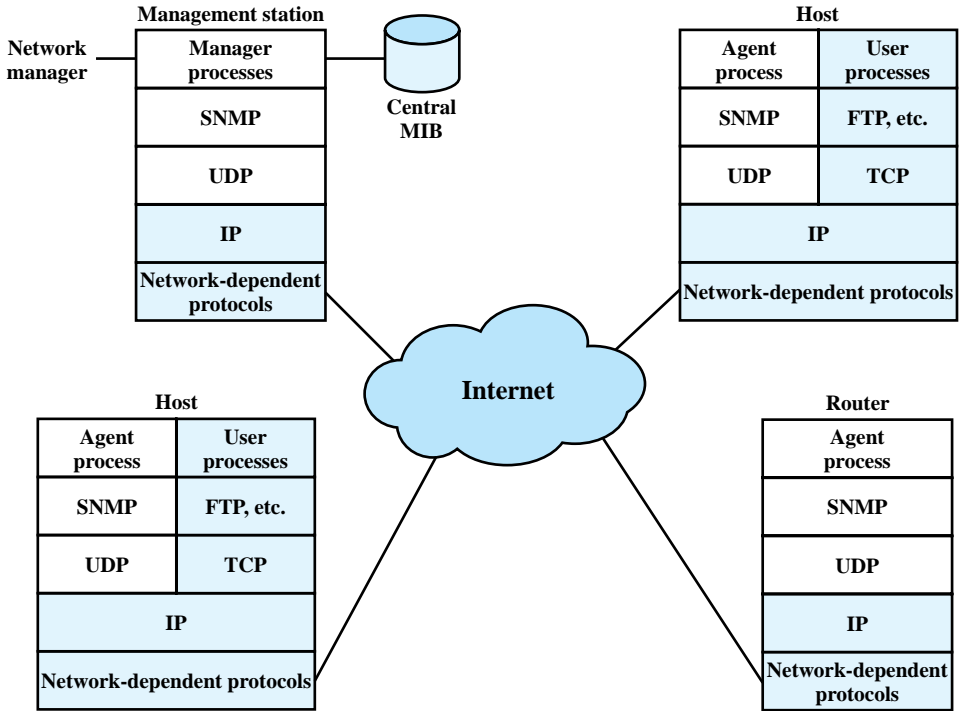 Management station
Network
manager
Manager
processes
SNMP
UDP
IP
Network-dependent
protocols
Central
MIB
Host
Agent
process
User
processes
SNMP
FTP, etc.
UDP
TCP
IP
Network-dependent protocols
Internet
Host
Agent
process
User
processes
SNMP
FTP, etc.
UDP
TCP
IP
Network-dependent protocols
Router
Agent
process
SNMP
UDP
IP
Network-dependent
protocols